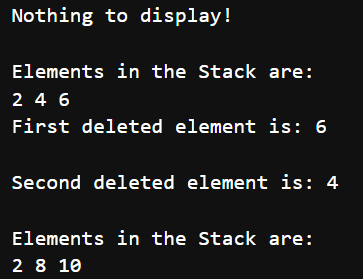 Nothing to display!
Elements in the Stack are:
2 4 6
First deleted element is: 6
Second deleted element is: 4
Elements in the Stack are:
2 8 10